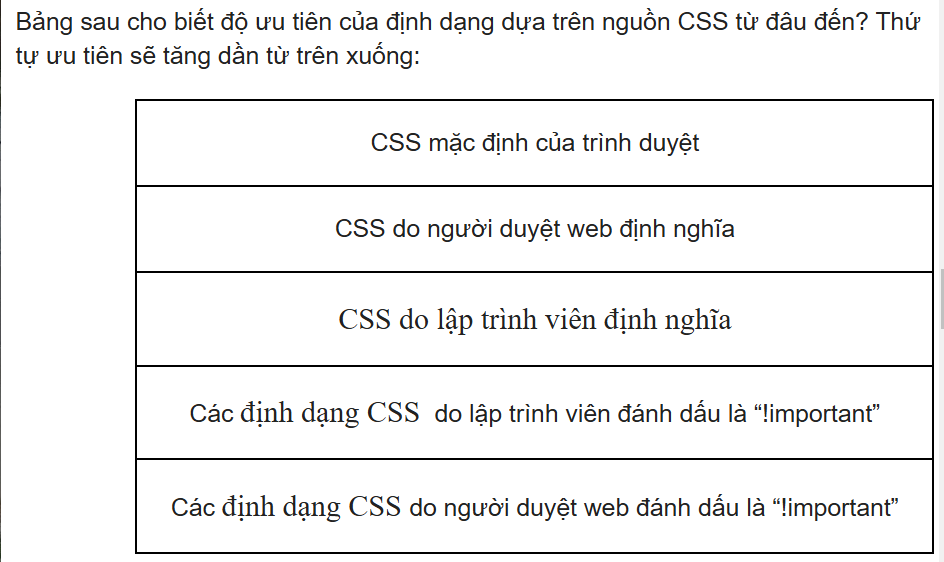 Bảng sau cho biết độ ưu tiên của định dạng dựa trên nguồn CSS từ đâu đến? Thứ
tự ưu tiên sẽ tăng dần từ trên xuống:
CSS mặc định của trình duyệt
CSS do người duyệt web định nghĩa
CSS do lập trình viên định nghĩa
Các định dạng CSS do lập trình viên đánh dấu là “!important”
Các định dạng CSS do người duyệt web đánh dấu là “!important”